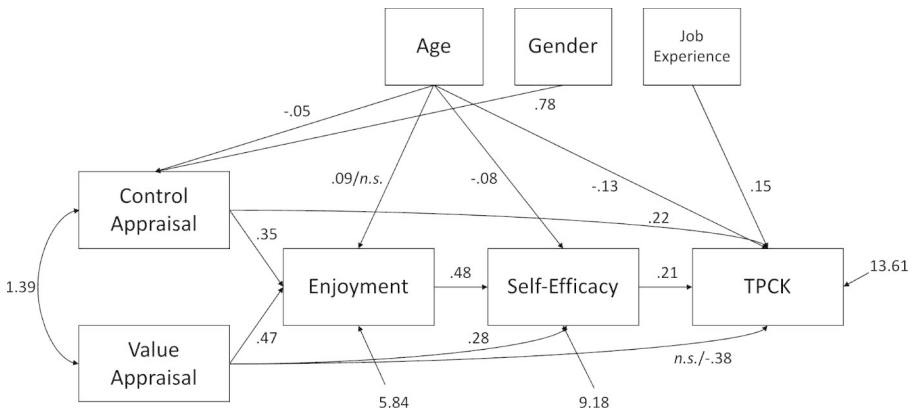 Age
Gender
Job
Experience
-.05
.78
.09/n.s.
-.08
-.13
.15
Control
Appraisal
.22
.35
1.39
Enjoyment
.48
Self-Efficacy
.21
TPCK
13.61
.47
.28
n.s./-.38
Value
Appraisal
5.84
9.18